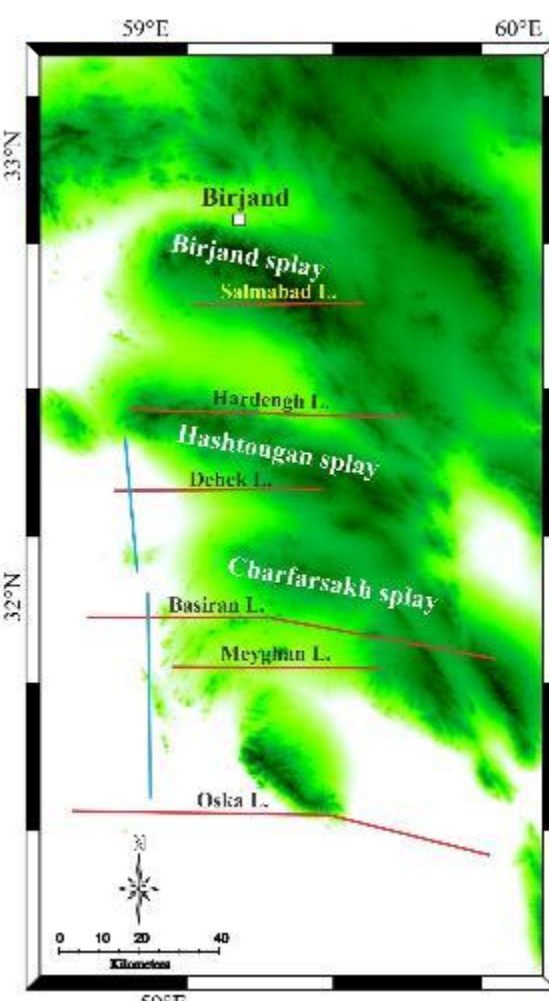 59°E 60°E
33°N
Birjand
Birjand splay
Salmabad L.
Hardengh L.
Hashtougan splay
Debek L.
Charfarsakh splay
32°N
Basiran L.
Meyghan L.
Oska L.
N
0 10 20 40
Kilometers
59°E